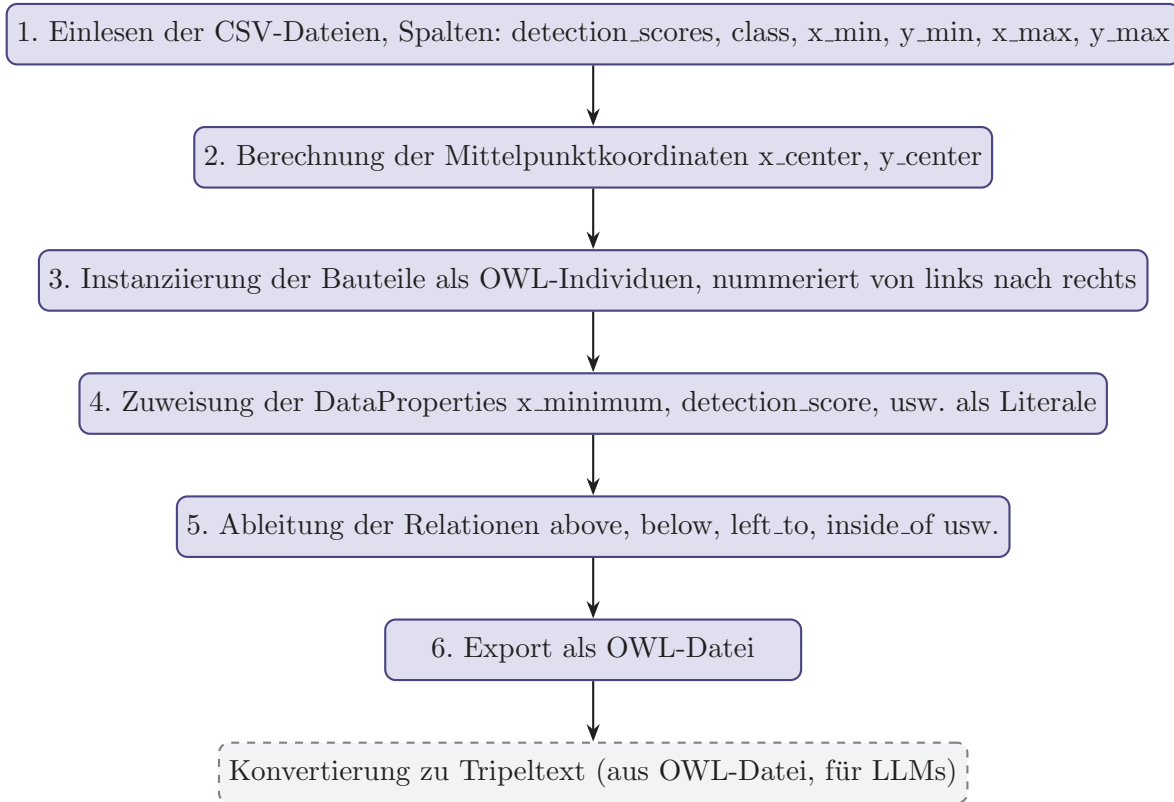 1. Einlesen der CSV-Dateien, Spalten: detection_scores, class, x_min, y_min, x_max, y_max
2. Berechnung der Mittelpunktkoordinaten x_center, y_center
3. Instanziierung der Bauteile als OWL-Individuen, nummeriert von links nach rechts
4. Zuweisung der DataProperties x_minimum, detection_score, usw. als Literale
5. Ableitung der Relationen above, below, left_to, inside_of usw.
6. Export als OWL-Datei
Konvertierung zu Tripeltext (aus OWL-Datei, für LLMs)